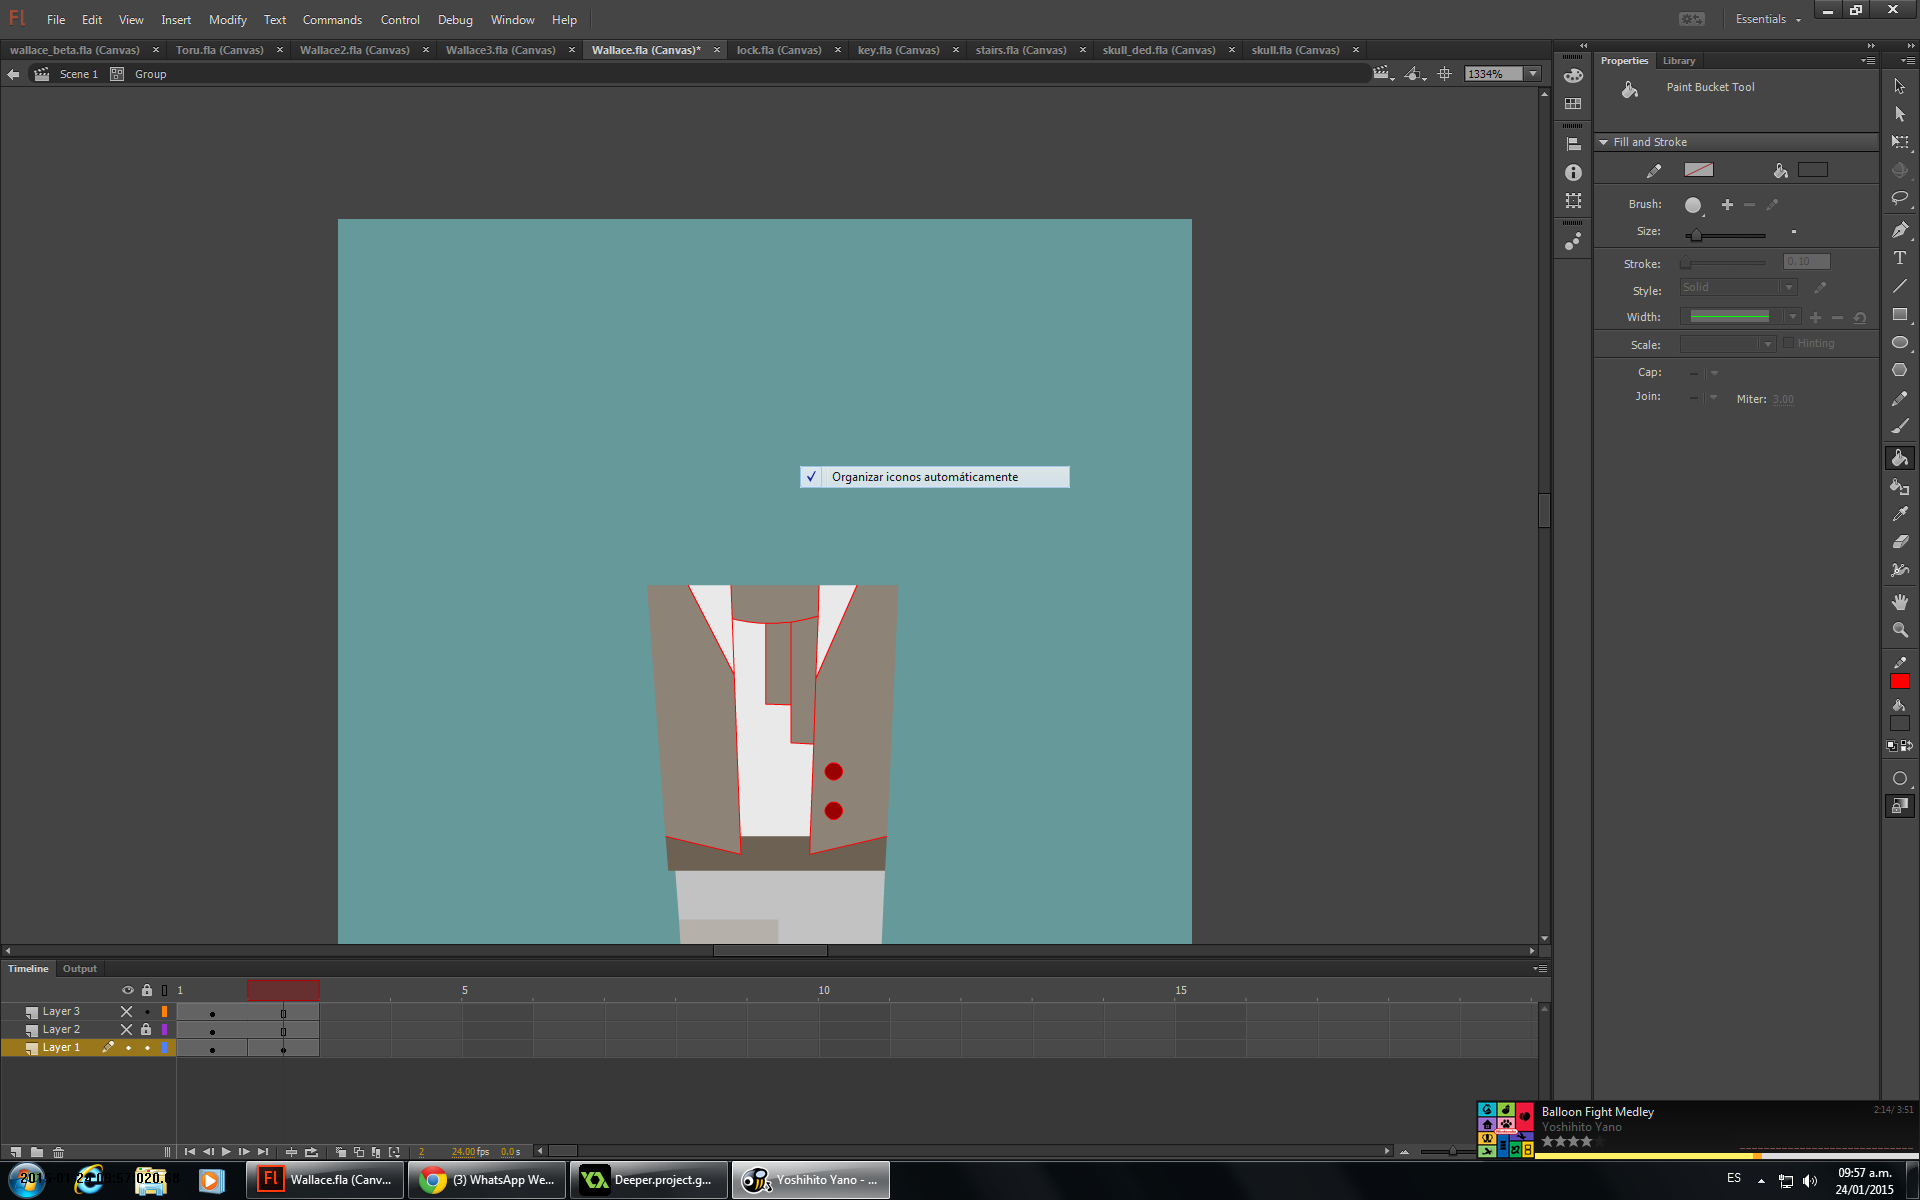 Fl File Edit View Insert Modify Text Commands Control Debug Window Help Essentials
wallace_beta.fla (Canvas) × Toru.fla (Canvas) × Wallace2.fla (Canvas) × Wallace3.fla (Canvas) × Wallace.fla (Canvas)* × lock.fla (Canvas) × key.fla (Canvas) × stairs.fla (Canvas) × skull_ded.fla (Canvas) × skull.fla (Canvas) ×
Scene 1 Group 1334%
Properties Library
Paint Bucket Tool
Fill and Stroke
Brush:
Size:
Stroke: 0,10
Style: Solid
Width:
Scale: Hinting
Cap:
Join: Miter: 3,00
✓ Organizar iconos automáticamente
Timeline Output
1 5 10 15
Layer 3
Layer 2
Layer 1
2 24.00 fps 0.0 s
Balloon Fight Medley 2:14/ 3:51
Yoshihito Yano
Fl Wallace.fla (Canv...
(3) WhatsApp We...
Deeper.project.g...
Yoshihito Yano - ...
ES
09:57 a.m.
24/01/2015